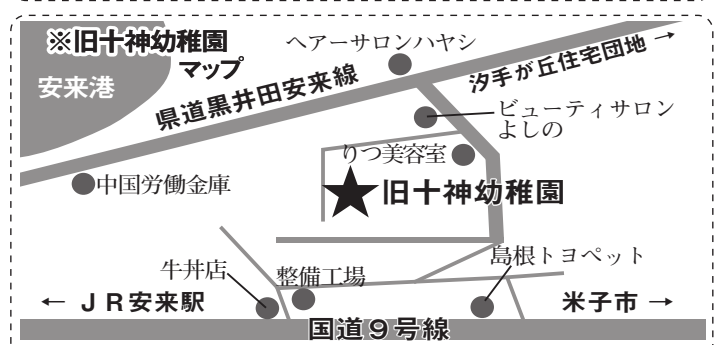 ※旧十神幼稚園
マップ
ヘアーサロンハヤシ
汐手が丘住宅団地 →
安来港
県道黒井田安来線
ビューティサロン
よしの
りつ美容室
中国労働金庫
旧十神幼稚園
島根トヨペット
牛丼店
整備工場
← ＪＲ安来駅
米子市 →
国道９号線